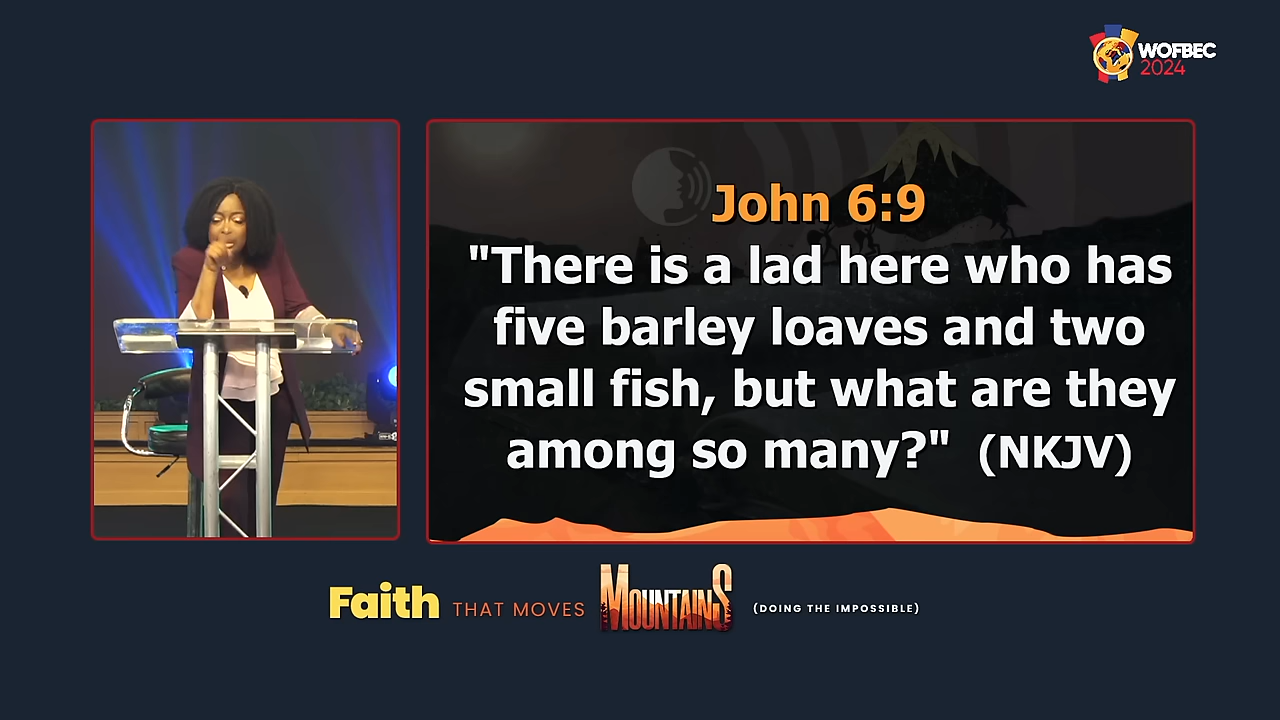 WOFBEC
2024
John 6:9
"There is a lad here who has
five barley loaves and two
small fish, but what are they
among so many?" (NKJV)
Faith THAT MOVES MOUNTAINS (DOING THE IMPOSSIBLE)